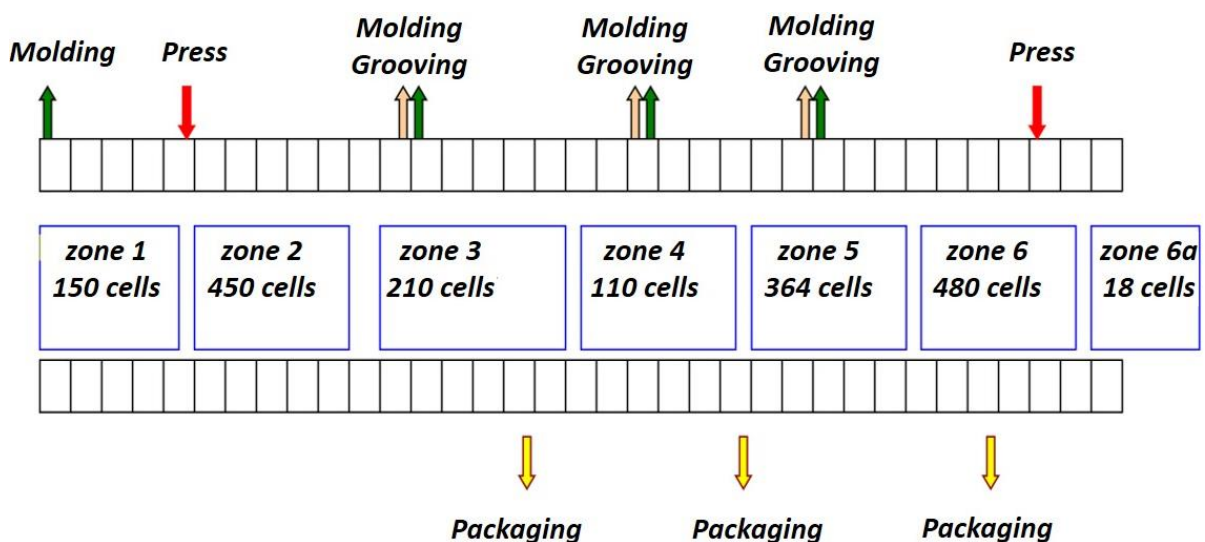 Molding
Press
Molding
Grooving
Molding
Grooving
Molding
Grooving
Press
zone 1
150 cells
zone 2
450 cells
zone 3
210 cells
zone 4
110 cells
zone 5
364 cells
zone 6
480 cells
zone 6a
18 cells
Packaging
Packaging
Packaging